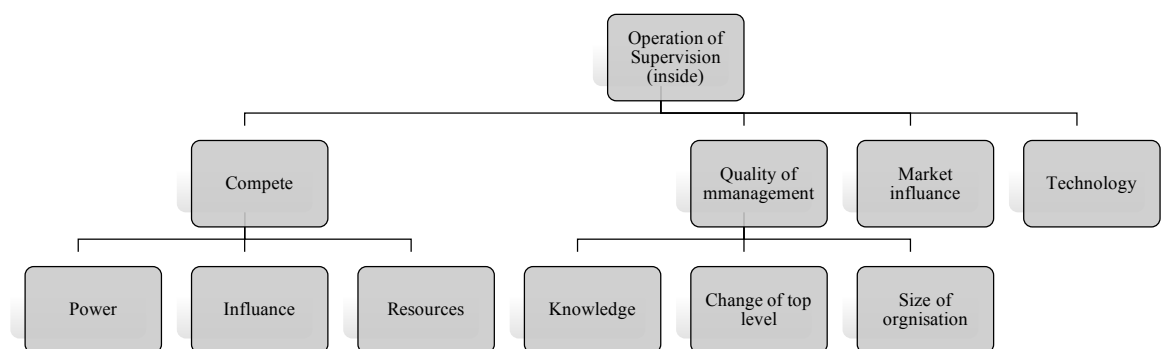 Operation of
Supervision
(inside)
Compete
Quality of
mmanagement
Market
influance
Technology
Power
Influance
Resources
Knowledge
Change of top
level
Size of
orgnisation